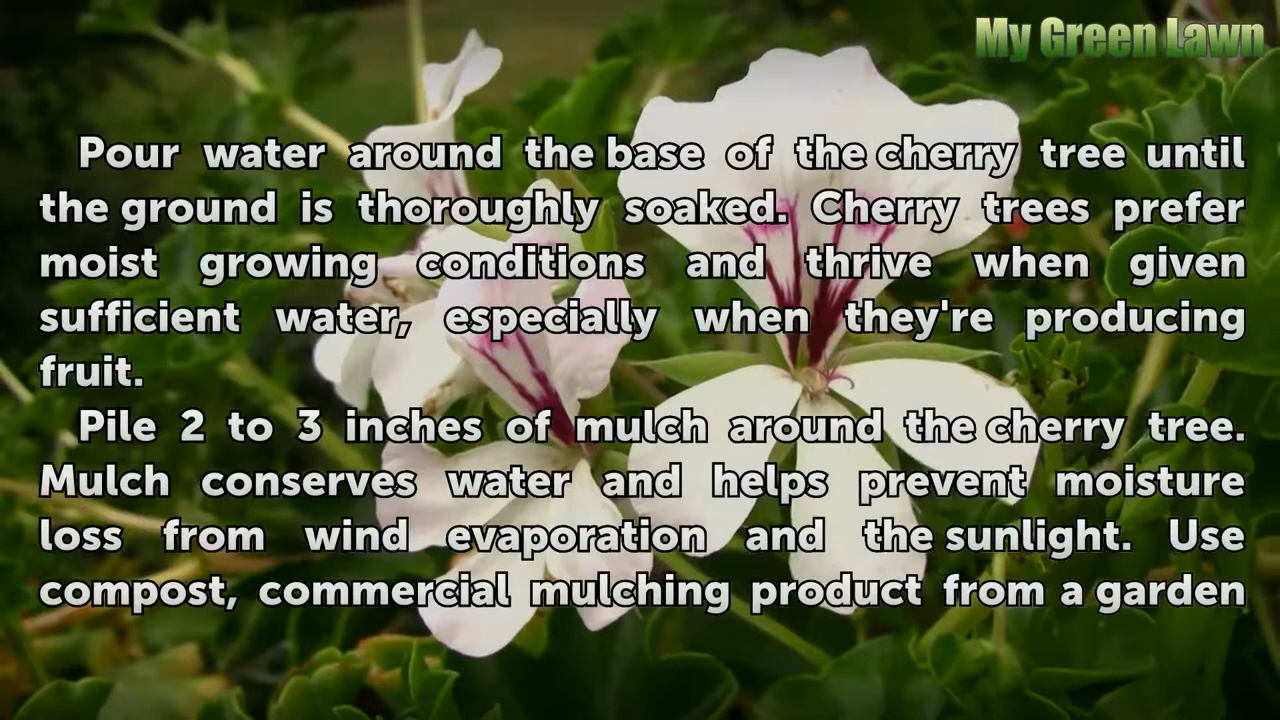 My Green Lawn
Pour water around the base of the cherry tree until
the ground is thoroughly soaked. Cherry trees prefer
moist growing conditions and thrive when given
sufficient water, especially when they're producing
fruit.
Pile 2 to 3 inches of mulch around the cherry tree.
Mulch conserves water and helps prevent moisture
loss from wind evaporation and the sunlight. Use
compost, commercial mulching product from a garden